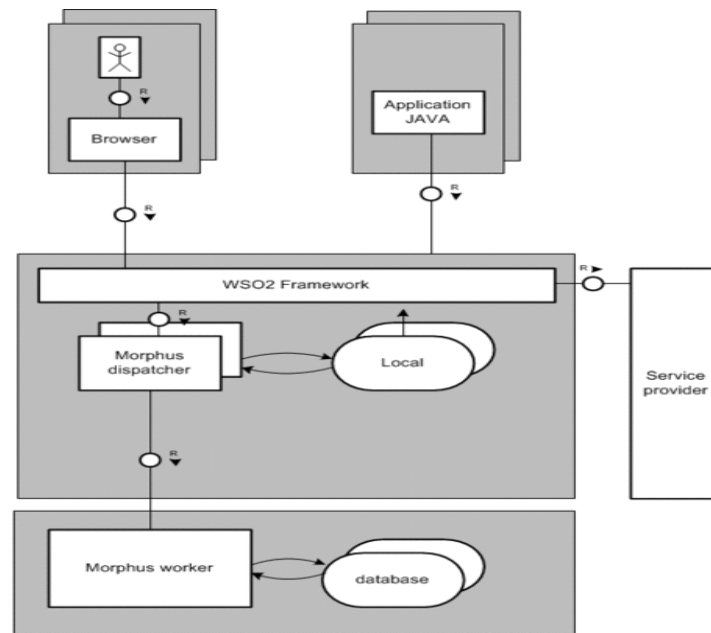 R
Browser
R
Application
JAVA
R
WSO2 Framework
R
R
Morphus
dispatcher
Local
Service
provider
R
Morphus worker
database